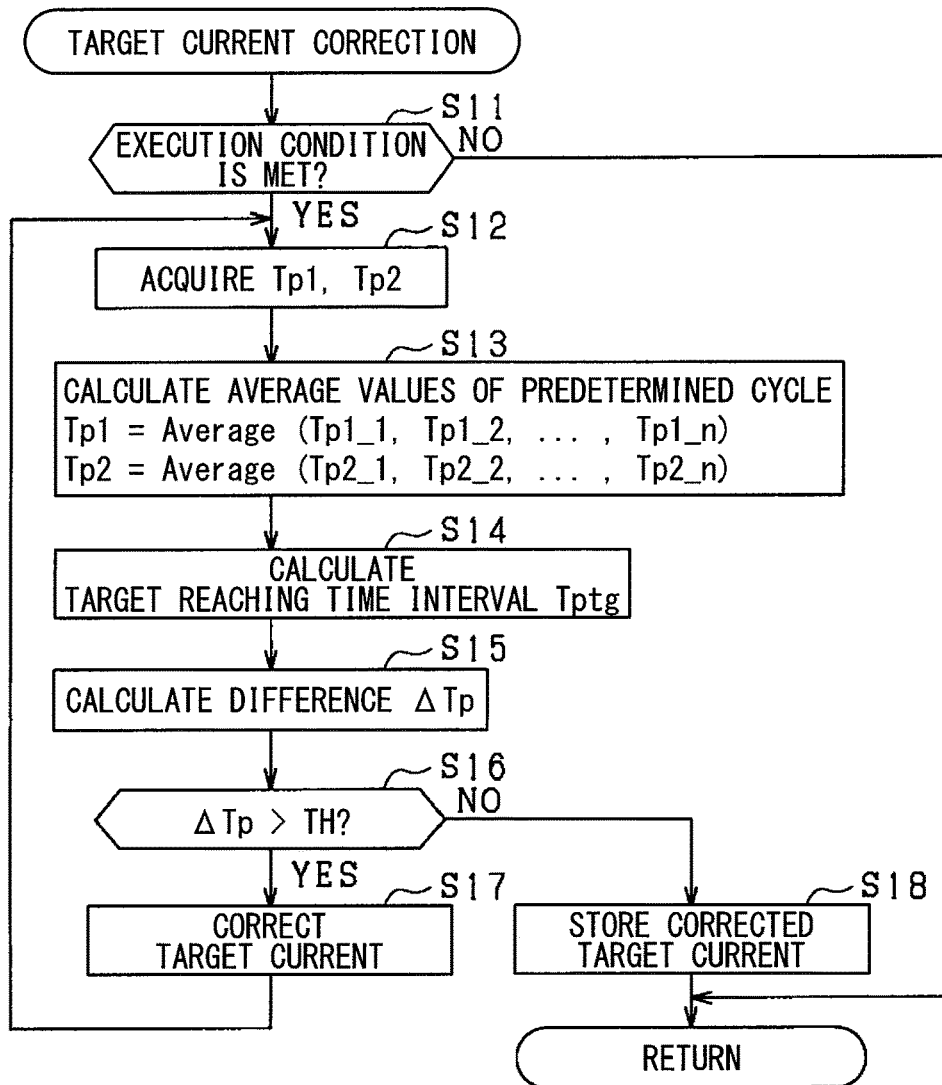 TARGET CURRENT CORRECTION
S11
EXECUTION CONDITION
IS MET?
NO
YES
S12
ACQUIRE Tp1, Tp2
S13
CALCULATE AVERAGE VALUES OF PREDETERMINED CYCLE
Tp1 = Average (Tp1_1, Tp1_2, ... , Tp1_n)
Tp2 = Average (Tp2_1, Tp2_2, ... , Tp2_n)
S14
CALCULATE
TARGET REACHING TIME INTERVAL Tptg
S15
CALCULATE DIFFERENCE ΔTp
S16
ΔTp > TH?
NO
YES
S17
CORRECT
TARGET CURRENT
S18
STORE CORRECTED
TARGET CURRENT
RETURN